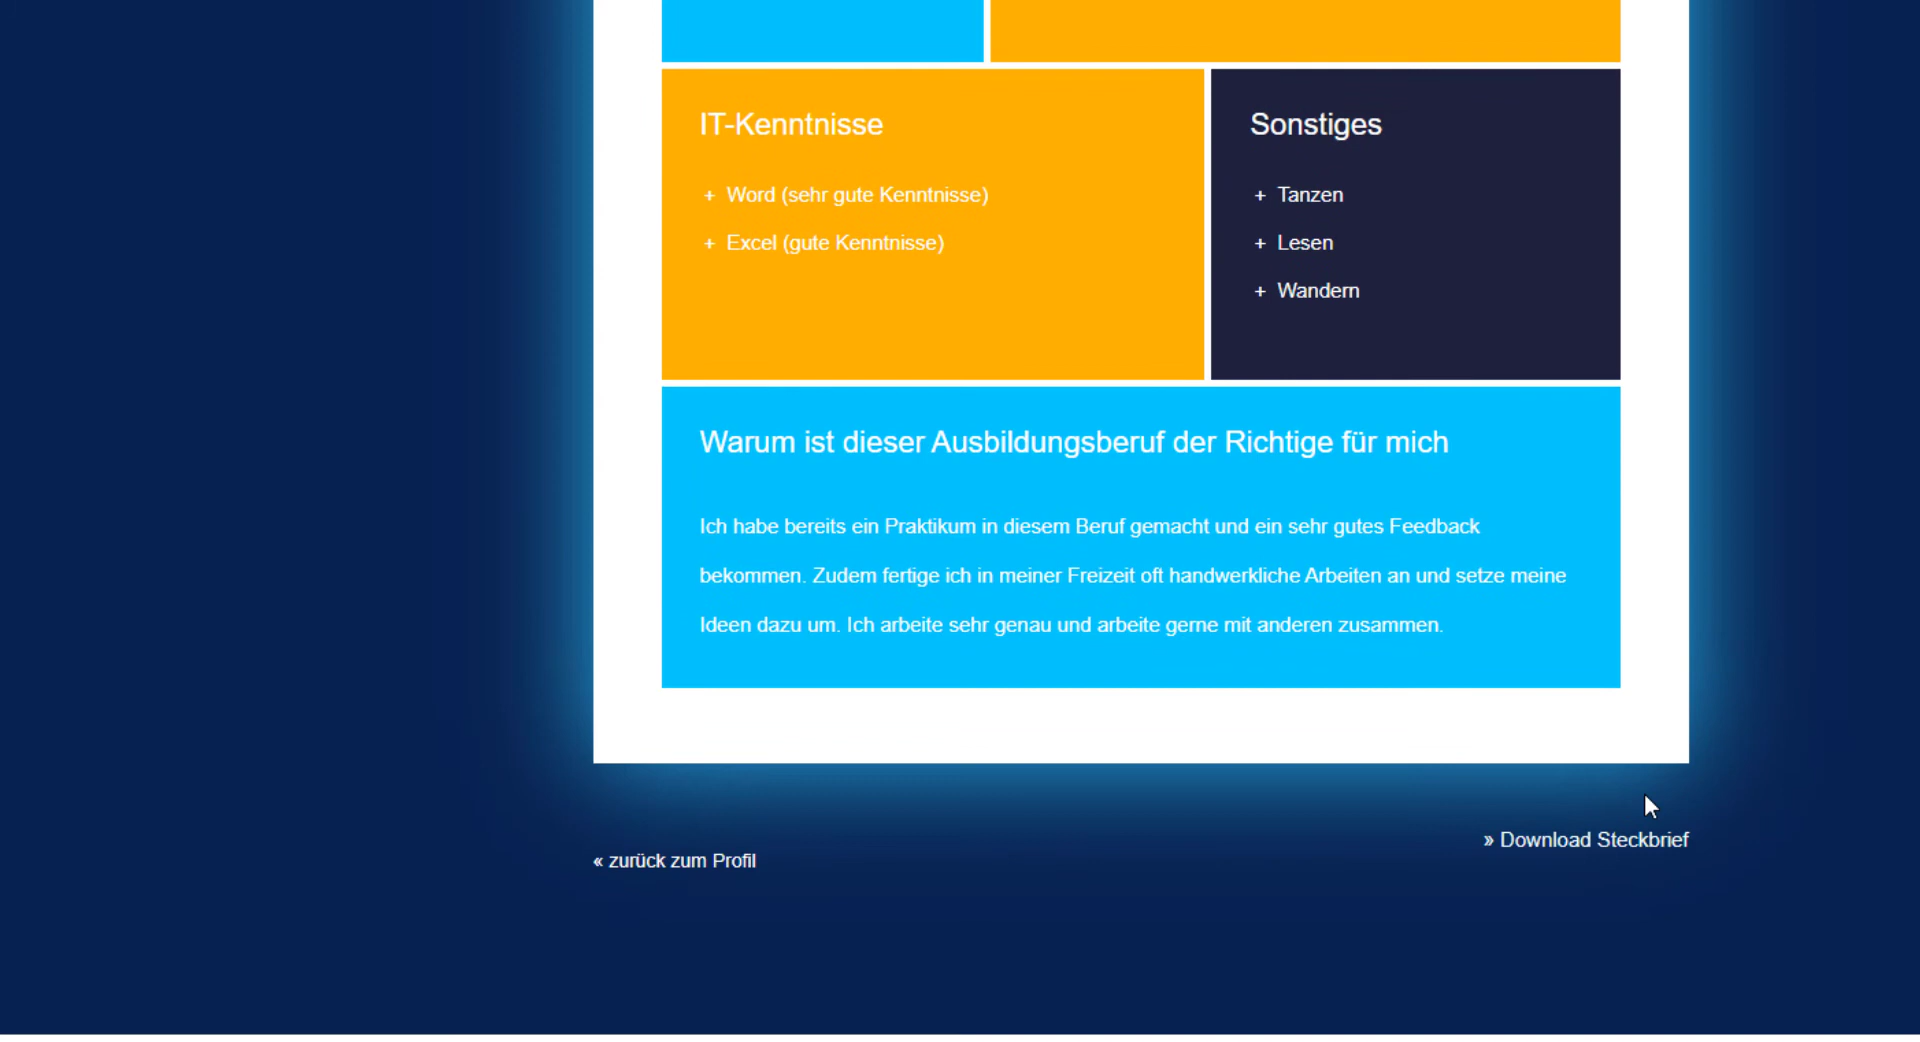 IT-Kenntnisse
+ Word (sehr gute Kenntnisse)
+ Excel (gute Kenntnisse)
Sonstiges
+ Tanzen
+ Lesen
+ Wandern
Warum ist dieser Ausbildungsberuf der Richtige für mich
Ich habe bereits ein Praktikum in diesem Beruf gemacht und ein sehr gutes Feedback
bekommen. Zudem fertige ich in meiner Freizeit oft handwerkliche Arbeiten an und setze meine
Ideen dazu um. Ich arbeite sehr genau und arbeite gerne mit anderen zusammen.
» Download Steckbrief
« zurück zum Profil